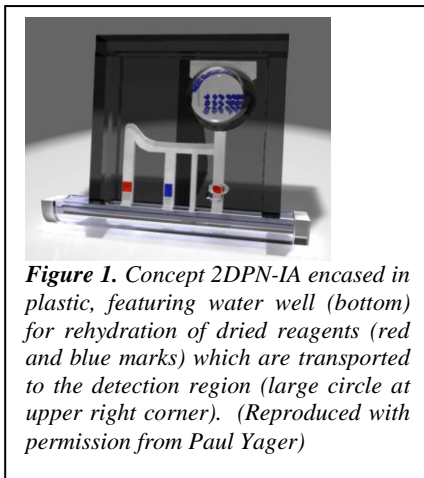 Figure 1. Concept 2DPN-IA encased in
plastic, featuring water well (bottom)
for rehydration of dried reagents (red
and blue marks) which are transported
to the detection region (large circle at
upper right corner). (Reproduced with
permission from Paul Yager)